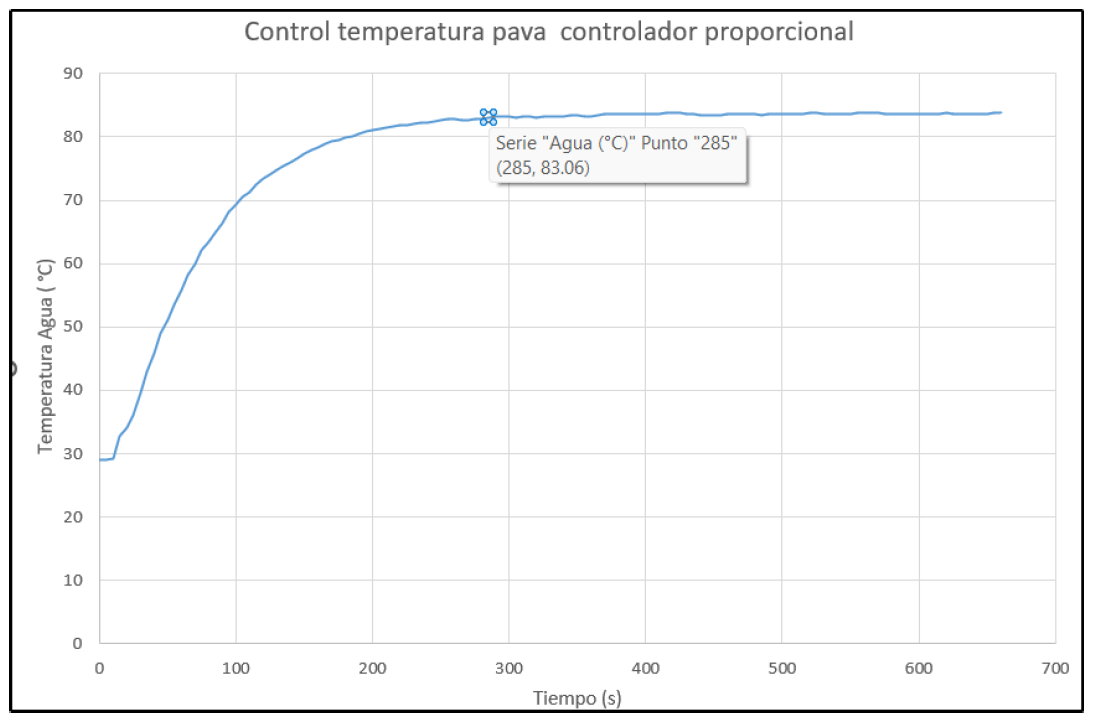 Control temperatura pava  controlador proporcional
90
80
70
60
50
40
30
20
10
0
Temperatura Agua ( °C)
Serie "Agua (°C)" Punto "285"
(285, 83.06)
0 100 200 300 400 500 600 700
Tiempo (s)